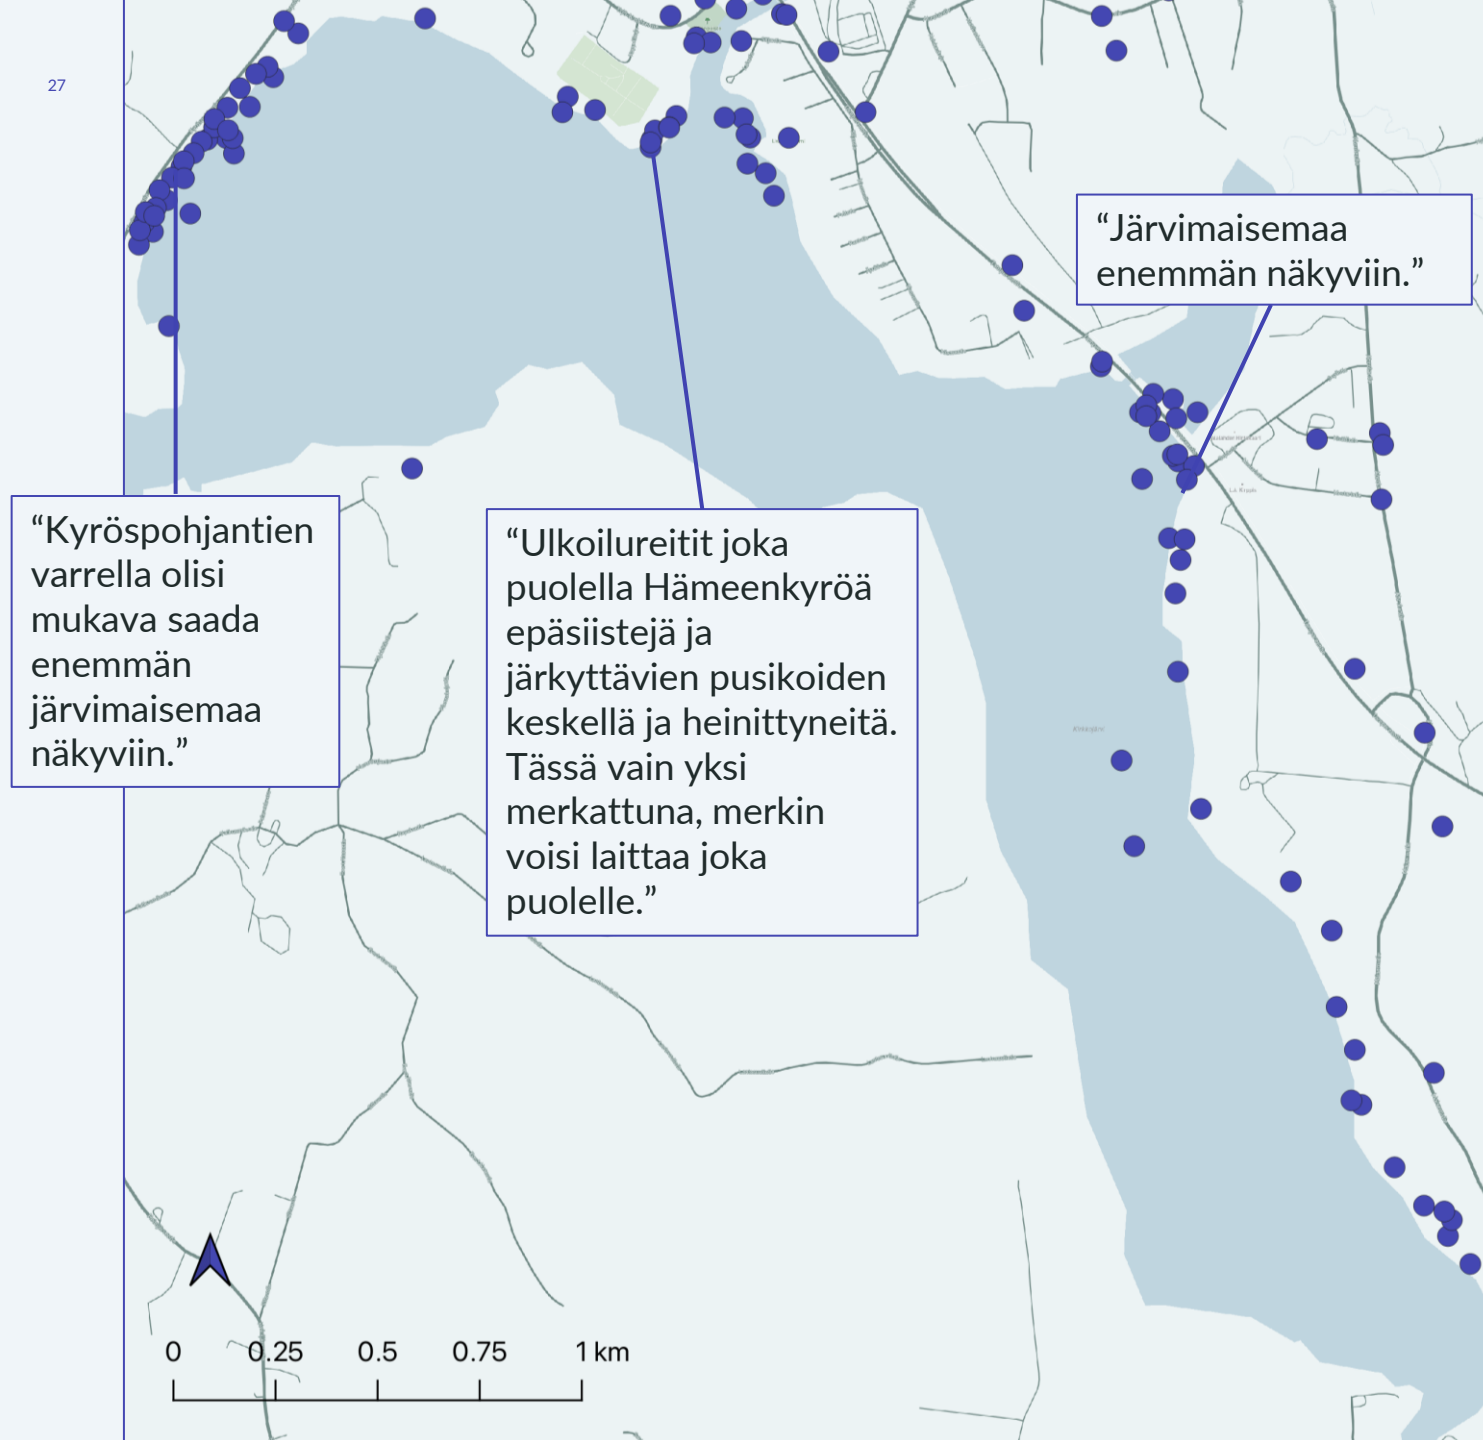 27
“Järvimaisemaa
enemmän näkyviin.”
“Kyröspohjantien
varrella olisi
mukava saada
enemmän
järvimaisemaa
näkyviin.”
“Ulkoilureitit joka
puolella Hämeenkyröä
epäsiistejä ja
järkyttävien pusikoiden
keskellä ja heinittyneitä.
Tässä vain yksi
merkattuna, merkin
voisi laittaa joka
puolelle.”
0 0.25 0.5 0.75 1 km